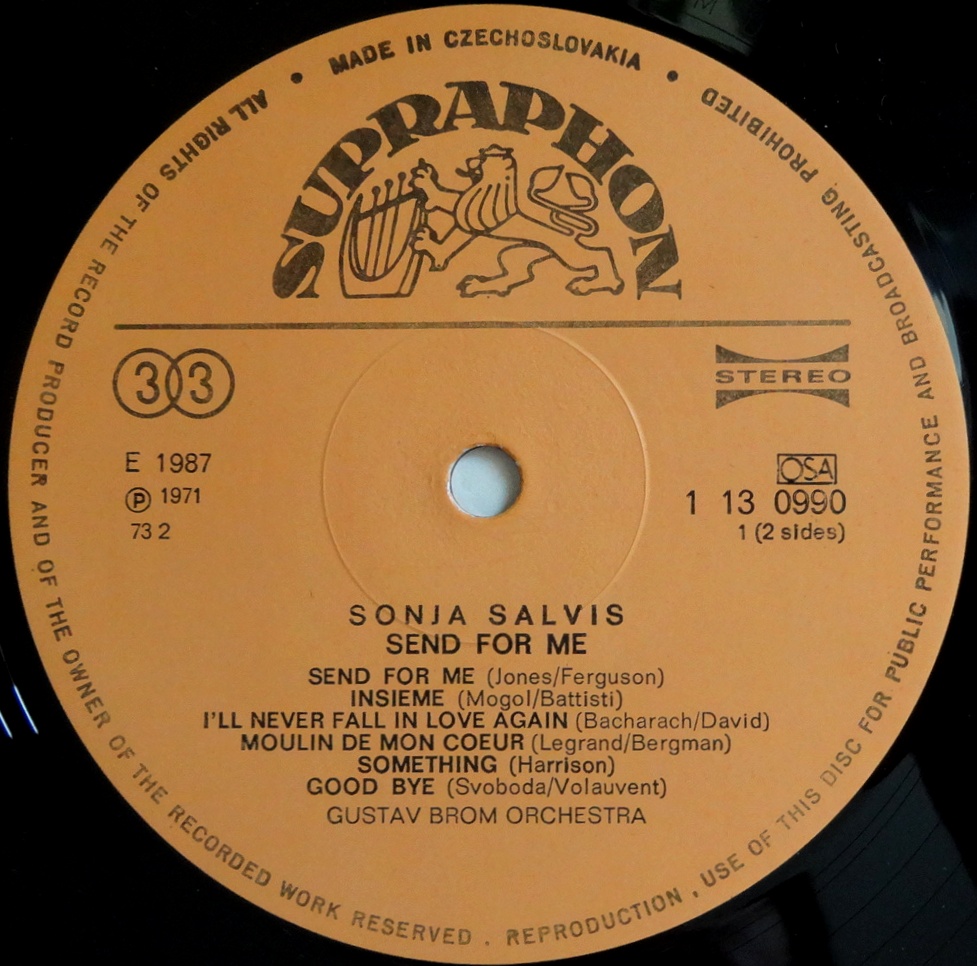 MADE IN CZECHOSLOVAKIA
ALL RIGHTS OF THE RECORD PRODUCER AND OF THE OWNER OF THE RECORDED WORK RESERVED . REPRODUCTION , USE OF THIS DISC FOR PUBLIC PERFORMANCE AND BROADCASTING PROHIBITED
SUPRAPHON
33
STEREO
E 1987
Ⓟ 1971
73 2
OSA
1 13 0990
1 (2 sides)
SONJA SALVIS
SEND FOR ME
SEND FOR ME (Jones/Ferguson)
INSIEME (Mogol/Battisti)
I'LL NEVER FALL IN LOVE AGAIN (Bacharach/David)
MOULIN DE MON COEUR (Legrand/Bergman)
SOMETHING (Harrison)
GOOD BYE (Svoboda/Volauvent)
GUSTAV BROM ORCHESTRA